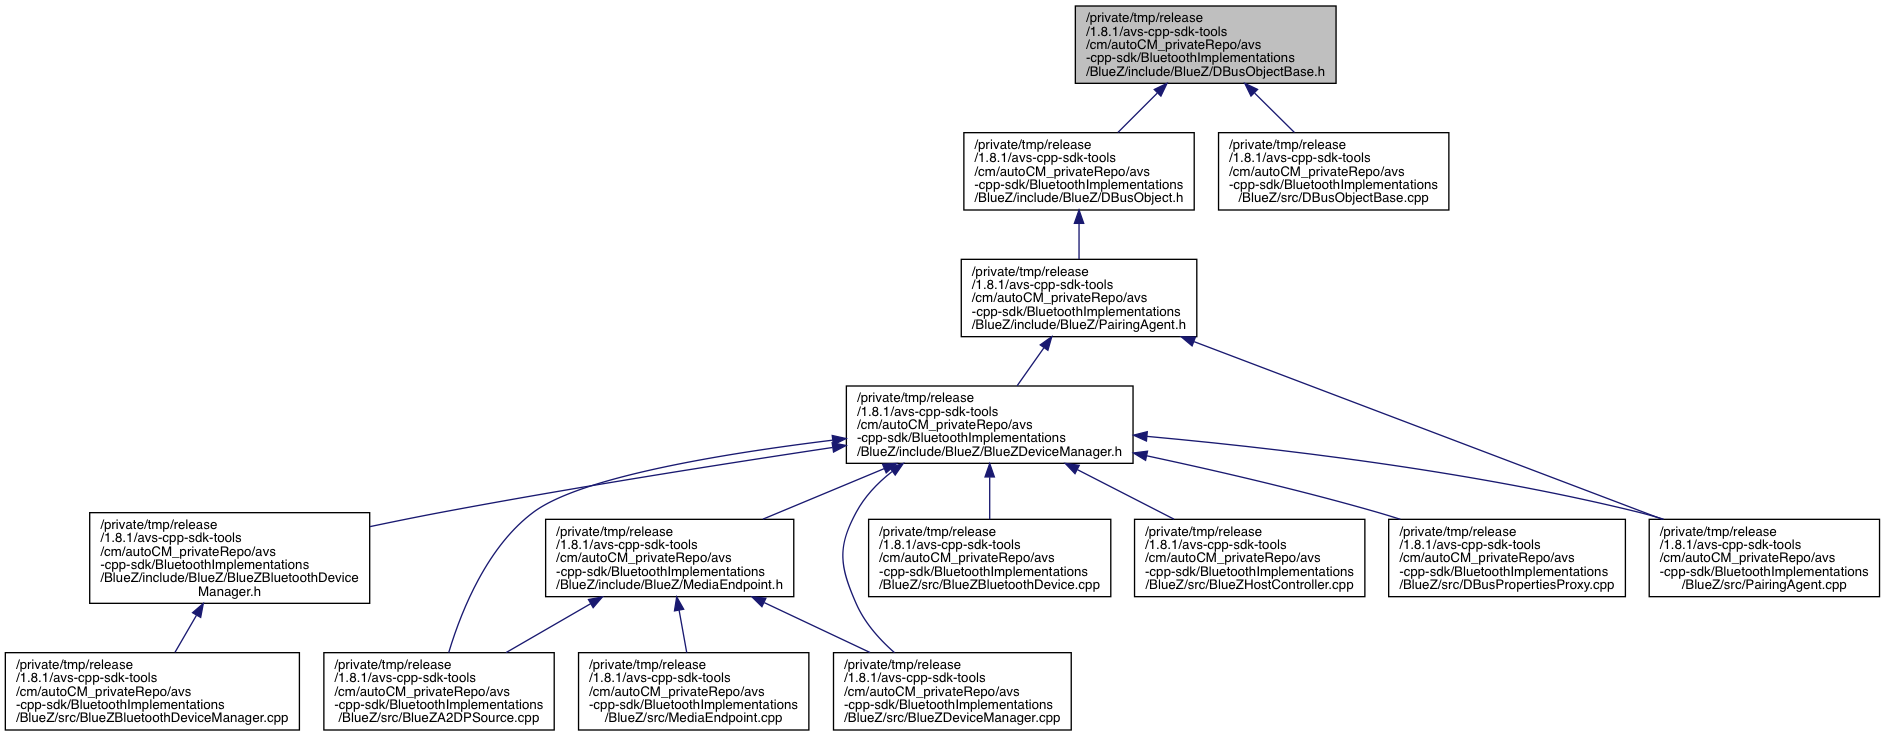 /private/tmp/release
/1.8.1/avs-cpp-sdk-tools
/cm/autoCM_privateRepo/avs
-cpp-sdk/BluetoothImplementations
/BlueZ/include/BlueZ/DBusObjectBase.h
/private/tmp/release
/1.8.1/avs-cpp-sdk-tools
/cm/autoCM_privateRepo/avs
-cpp-sdk/BluetoothImplementations
/BlueZ/include/BlueZ/DBusObject.h
/private/tmp/release
/1.8.1/avs-cpp-sdk-tools
/cm/autoCM_privateRepo/avs
-cpp-sdk/BluetoothImplementations
/BlueZ/src/DBusObjectBase.cpp
/private/tmp/release
/1.8.1/avs-cpp-sdk-tools
/cm/autoCM_privateRepo/avs
-cpp-sdk/BluetoothImplementations
/BlueZ/include/BlueZ/PairingAgent.h
/private/tmp/release
/1.8.1/avs-cpp-sdk-tools
/cm/autoCM_privateRepo/avs
-cpp-sdk/BluetoothImplementations
/BlueZ/include/BlueZ/BlueZDeviceManager.h
/private/tmp/release
/1.8.1/avs-cpp-sdk-tools
/cm/autoCM_privateRepo/avs
-cpp-sdk/BluetoothImplementations
/BlueZ/include/BlueZ/BlueZBluetoothDevice
Manager.h
/private/tmp/release
/1.8.1/avs-cpp-sdk-tools
/cm/autoCM_privateRepo/avs
-cpp-sdk/BluetoothImplementations
/BlueZ/include/BlueZ/MediaEndpoint.h
/private/tmp/release
/1.8.1/avs-cpp-sdk-tools
/cm/autoCM_privateRepo/avs
-cpp-sdk/BluetoothImplementations
/BlueZ/src/BlueZBluetoothDevice.cpp
/private/tmp/release
/1.8.1/avs-cpp-sdk-tools
/cm/autoCM_privateRepo/avs
-cpp-sdk/BluetoothImplementations
/BlueZ/src/BlueZHostController.cpp
/private/tmp/release
/1.8.1/avs-cpp-sdk-tools
/cm/autoCM_privateRepo/avs
-cpp-sdk/BluetoothImplementations
/BlueZ/src/DBusPropertiesProxy.cpp
/private/tmp/release
/1.8.1/avs-cpp-sdk-tools
/cm/autoCM_privateRepo/avs
-cpp-sdk/BluetoothImplementations
/BlueZ/src/PairingAgent.cpp
/private/tmp/release
/1.8.1/avs-cpp-sdk-tools
/cm/autoCM_privateRepo/avs
-cpp-sdk/BluetoothImplementations
/BlueZ/src/BlueZBluetoothDeviceManager.cpp
/private/tmp/release
/1.8.1/avs-cpp-sdk-tools
/cm/autoCM_privateRepo/avs
-cpp-sdk/BluetoothImplementations
/BlueZ/src/BlueZA2DPSource.cpp
/private/tmp/release
/1.8.1/avs-cpp-sdk-tools
/cm/autoCM_privateRepo/avs
-cpp-sdk/BluetoothImplementations
/BlueZ/src/MediaEndpoint.cpp
/private/tmp/release
/1.8.1/avs-cpp-sdk-tools
/cm/autoCM_privateRepo/avs
-cpp-sdk/BluetoothImplementations
/BlueZ/src/BlueZDeviceManager.cpp